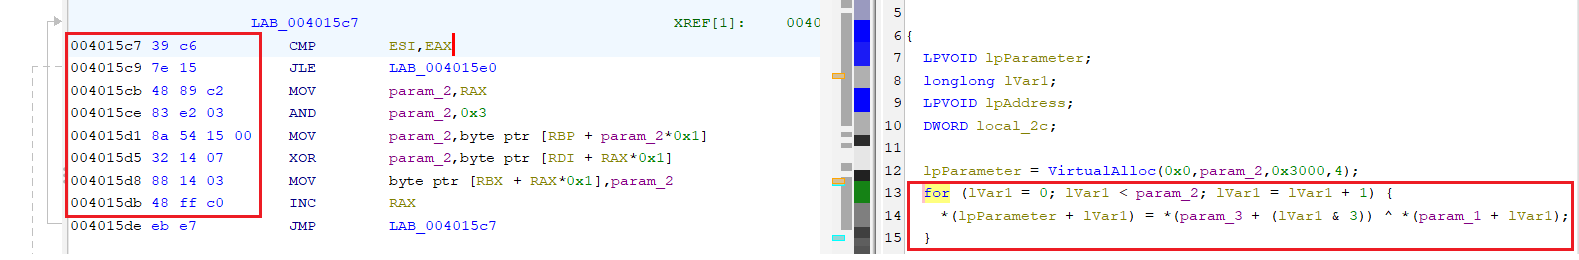 LAB_004015c7 XREF[1]: 0040
004015c7 39 c6 CMP ESI,EAX
004015c9 7e 15 JLE LAB_004015e0
004015cb 48 89 c2 MOV param_2,RAX
004015ce 83 e2 03 AND param_2,0x3
004015d1 8a 54 15 00 MOV param_2,byte ptr [RBP + param_2*0x1]
004015d5 32 14 07 XOR param_2,byte ptr [RDI + RAX*0x1]
004015d8 88 14 03 MOV byte ptr [RBX + RAX*0x1],param_2
004015db 48 ff c0 INC RAX
004015de eb e7 JMP LAB_004015c7
5
6 {
7 LPVOID lpParameter;
8 longlong lVar1;
9 LPVOID lpAddress;
10 DWORD local_2c;
11
12 lpParameter = VirtualAlloc(0x0,param_2,0x3000,4);
13 for (lVar1 = 0; lVar1 < param_2; lVar1 = lVar1 + 1) {
14 *(lpParameter + lVar1) = *(param_3 + (lVar1 & 3)) ^ *(param_1 + lVar1);
15 }